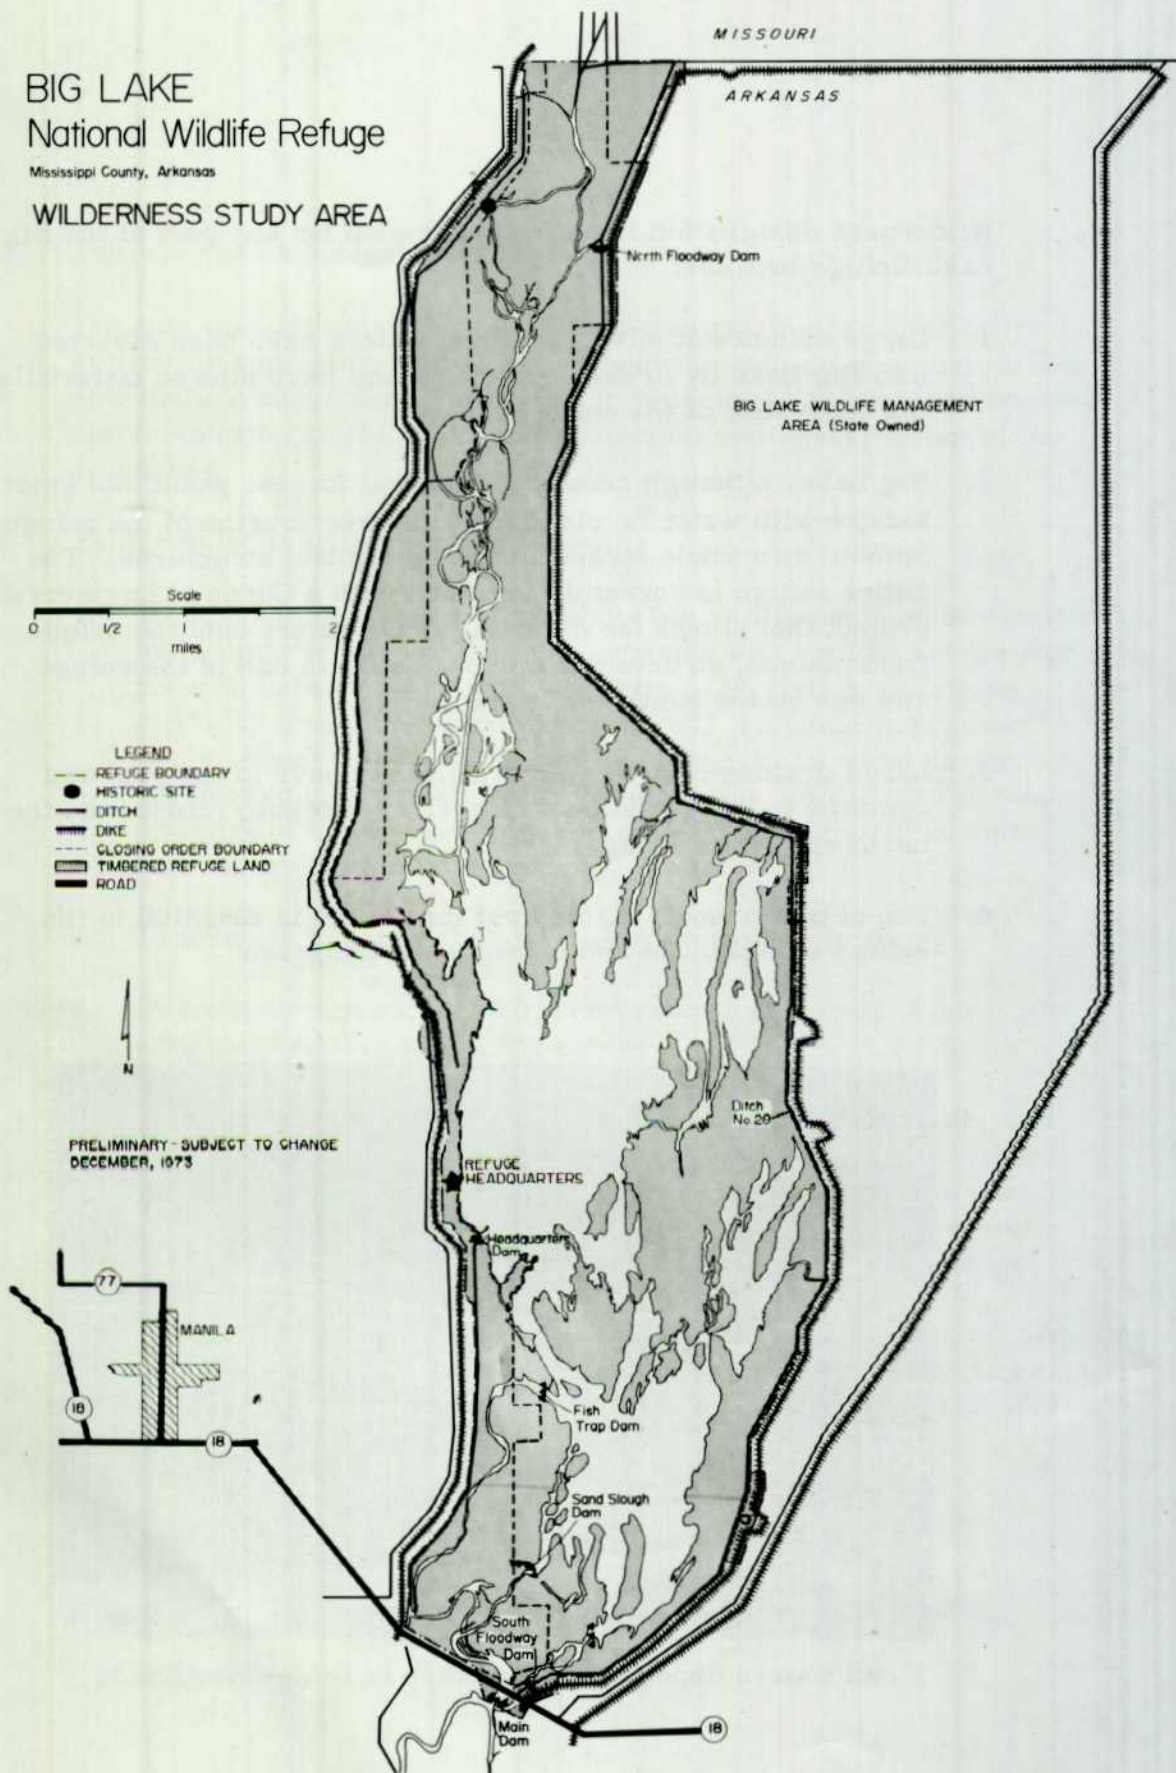 MISSOURI
ARKANSAS
BIG LAKE
National Wildlife Refuge
Mississippi County, Arkansas
WILDERNESS STUDY AREA
North Floodway Dam
BIG LAKE WILDLIFE MANAGEMENT
AREA (State Owned)
Scale
0 1/2 1 2
miles
LEGEND
REFUGE BOUNDARY
HISTORIC SITE
DITCH
DIKE
CLOSING ORDER BOUNDARY
TIMBERED REFUGE LAND
ROAD
N
Ditch
No. 20
PRELIMINARY - SUBJECT TO CHANGE
DECEMBER, 1973
REFUGE
HEADQUARTERS
Headquarters
Dam
77
MANILA
18
18
Fish
Trap Dam
Sand Slough
Dam
South
Floodway
Dam
Main
Dam
18